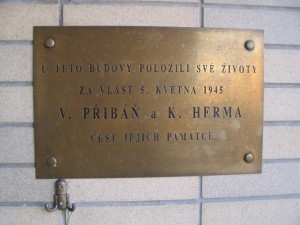 U TÉTO BUDOVY POLOŽILI SVÉ ŽIVOTY
ZA VLAST 5. KVĚTNA 1945
V. PŘIBAŇ a K. HERMA
ČEST JEJICH PAMÁTCE